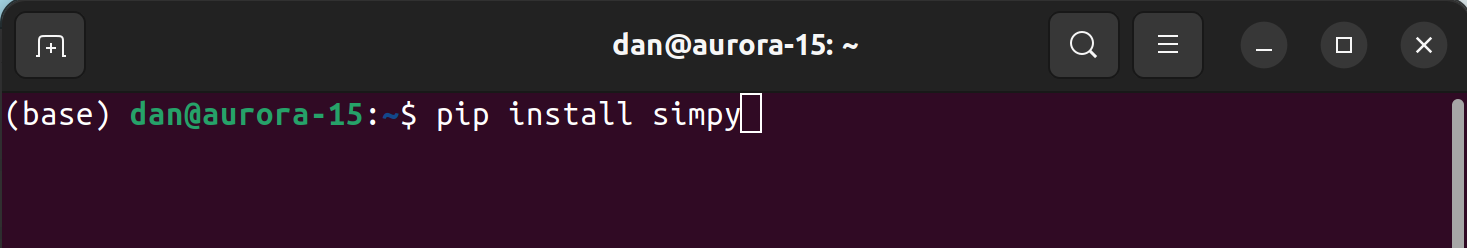 dan@aurora-15: ~
(base) dan@aurora-15:~$ pip install simpy